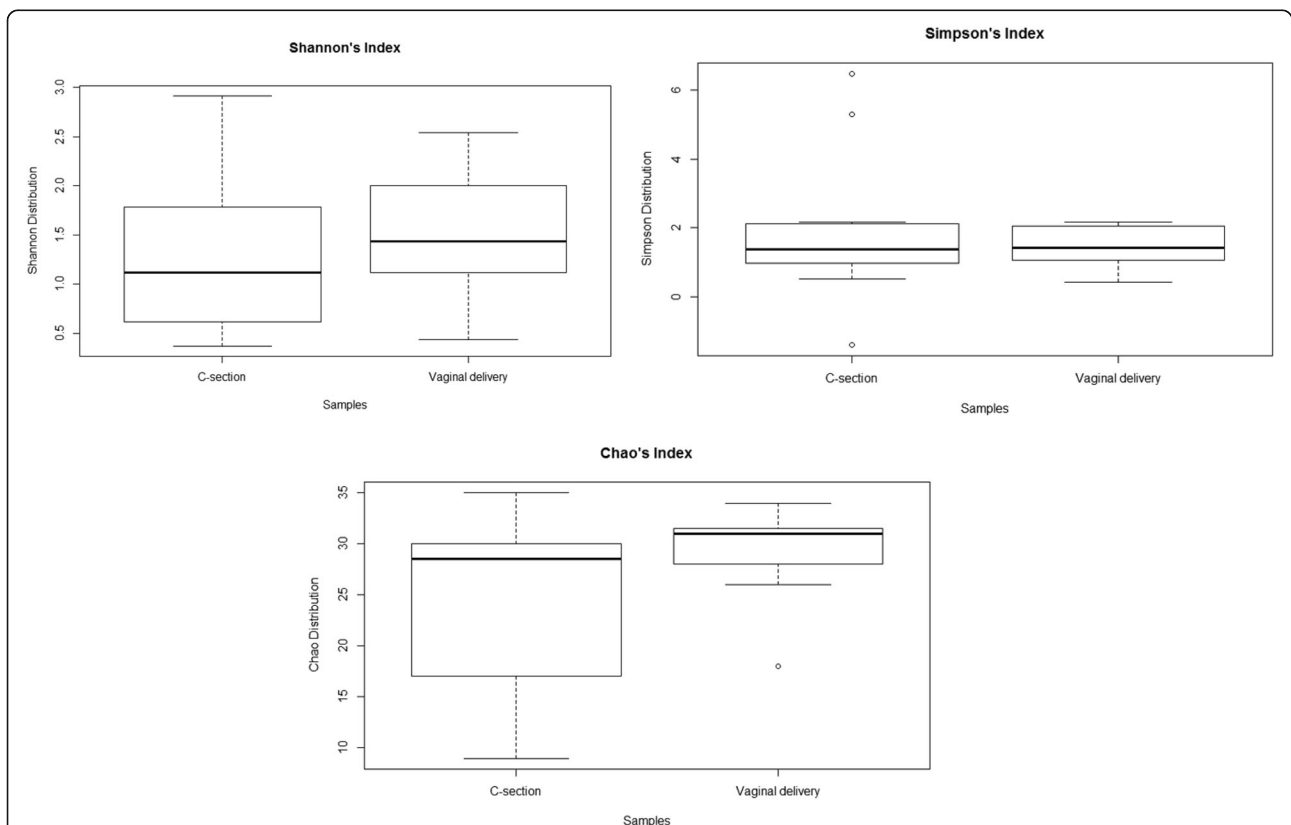 Shannon's Index
Shannon Distribution
3.0
2.5
2.0
1.5
1.0
0.5
C-section Vaginal delivery
Samples
Simpson's Index
Simpson Distribution
6
4
2
0
C-section Vaginal delivery
Samples
Chao's Index
Chao Distribution
35
30
25
20
15
10
C-section Vaginal delivery
Samples